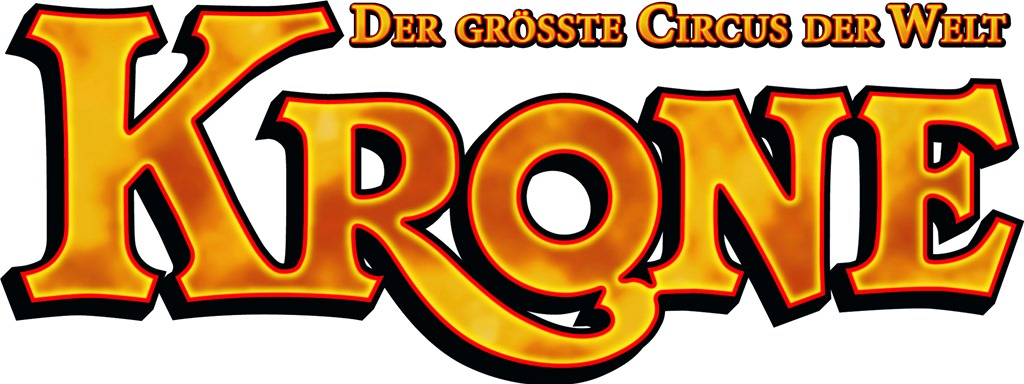 DER GRÖSSTE CIRCUS DER WELT
KRONE